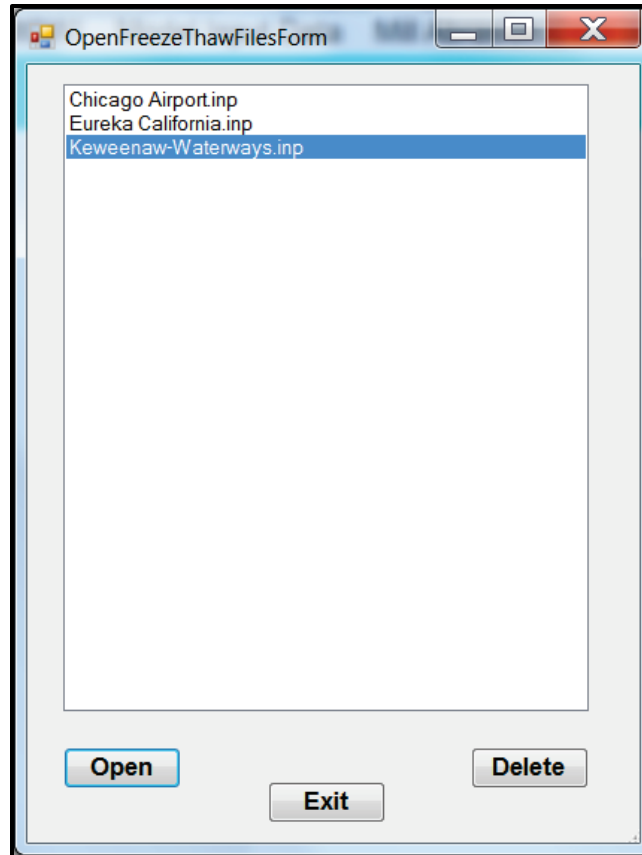 OpenFreezeThawFilesForm
Chicago Airport.inp
Eureka California.inp
Keweenaw-Waterways.inp
Open
Delete
Exit